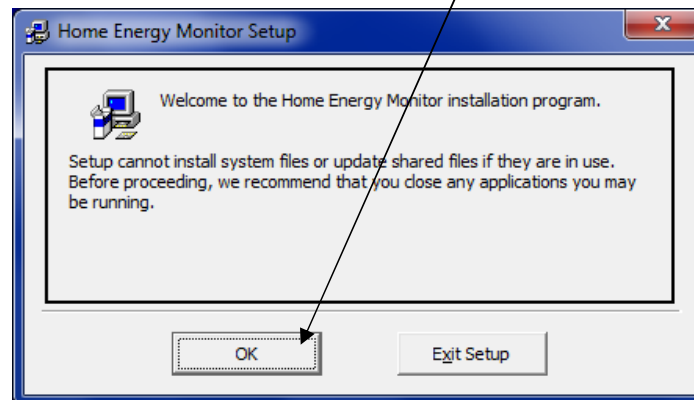 Home Energy Monitor Setup
X
Welcome to the Home Energy Monitor installation program.
Setup cannot install system files or update shared files if they are in use.
Before proceeding, we recommend that you close any applications you may
be running.
OK
Exit Setup